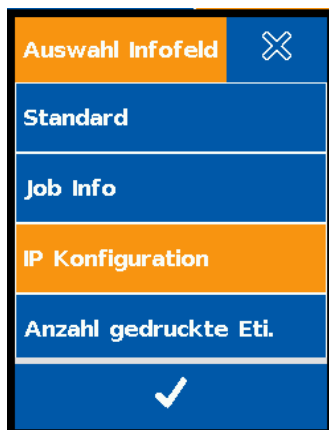 Auswahl Infofeld
Standard
Job Info
IP Konfiguration
Anzahl gedruckte Eti.